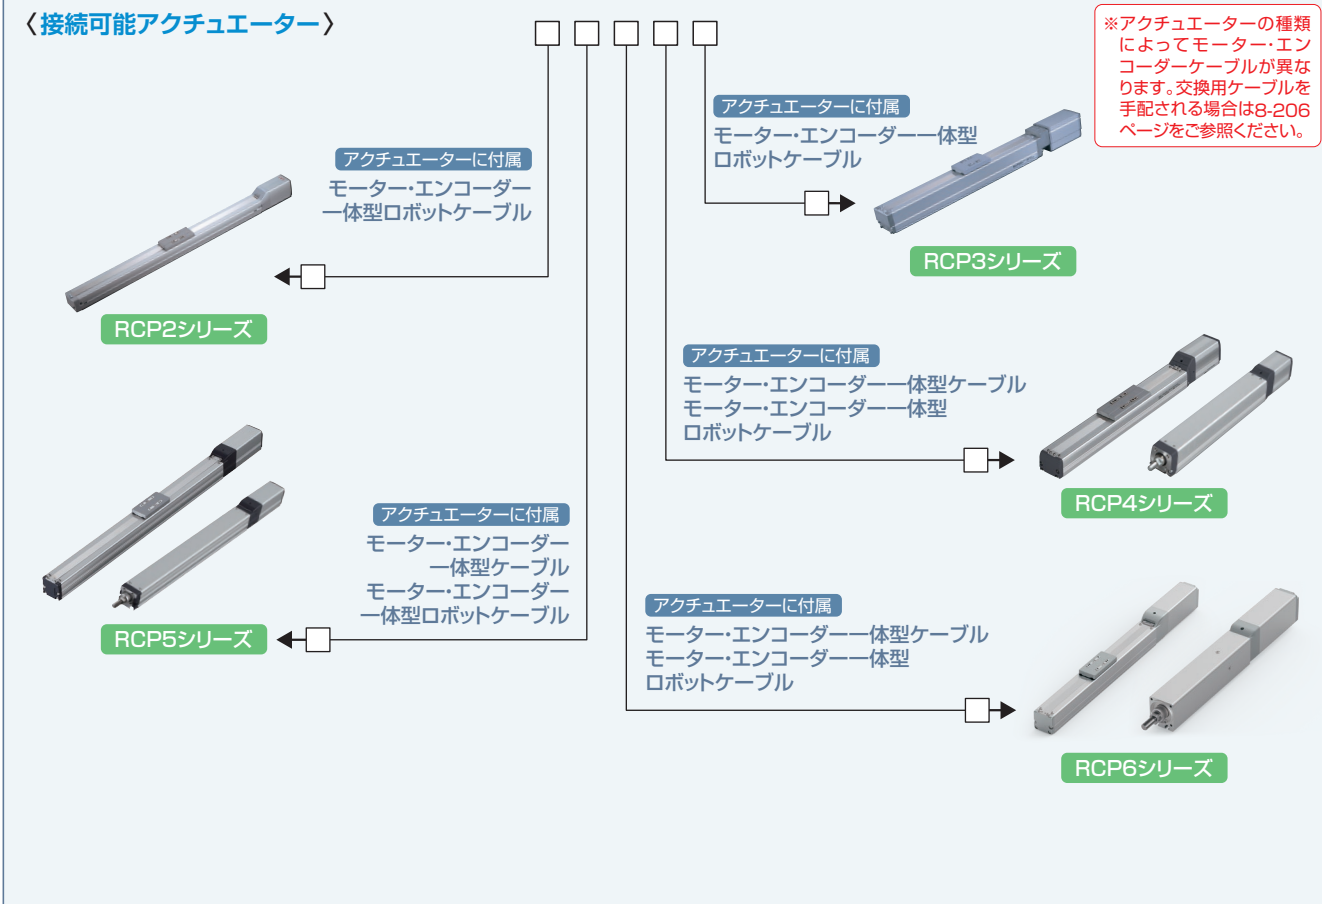 〈接続可能アクチュエーター〉
※アクチュエーターの種類
によってモーター・エン
コーダーケーブルが異な
ります。交換用ケーブルを
手配される場合は8-206
ページをご参照ください。
アクチュエーターに付属
モーター・エンコーダー
一体型ロボットケーブル
RCP2シリーズ
アクチュエーターに付属
モーター・エンコーダー一体型
ロボットケーブル
RCP3シリーズ
アクチュエーターに付属
モーター・エンコーダー一体型ケーブル
モーター・エンコーダー一体型
ロボットケーブル
RCP4シリーズ
アクチュエーターに付属
モーター・エンコーダー
一体型ケーブル
モーター・エンコーダー
一体型ロボットケーブル
RCP5シリーズ
アクチュエーターに付属
モーター・エンコーダー一体型ケーブル
モーター・エンコーダー一体型
ロボットケーブル
RCP6シリーズ